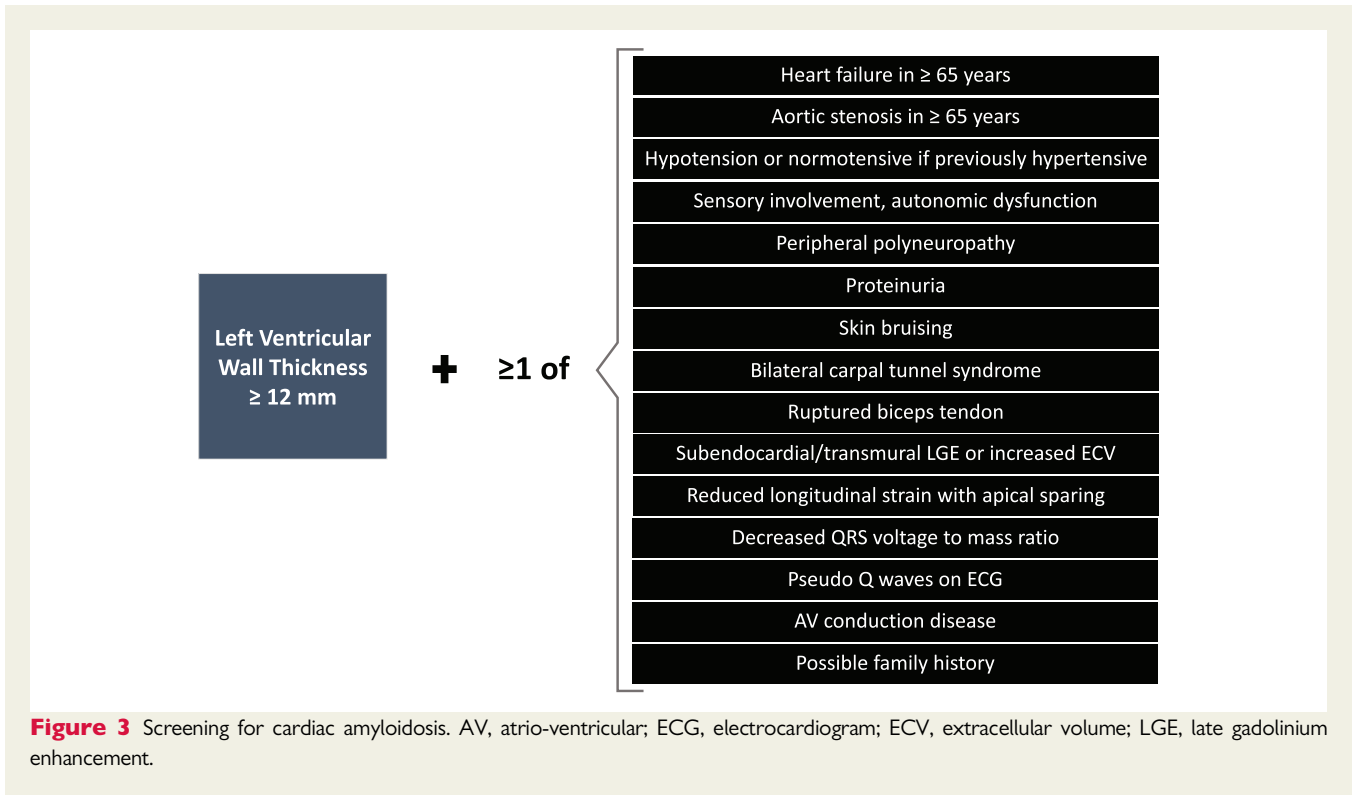 Left Ventricular
Wall Thickness
≥ 12 mm
+
≥1 of
Heart failure in ≥ 65 years
Aortic stenosis in ≥ 65 years
Hypotension or normotensive if previously hypertensive
Sensory involvement, autonomic dysfunction
Peripheral polyneuropathy
Proteinuria
Skin bruising
Bilateral carpal tunnel syndrome
Ruptured biceps tendon
Subendocardial/transmural LGE or increased ECV
Reduced longitudinal strain with apical sparing
Decreased QRS voltage to mass ratio
Pseudo Q waves on ECG
AV conduction disease
Possible family history
Figure 3 Screening for cardiac amyloidosis. AV, atrio-ventricular; ECG, electrocardiogram; ECV, extracellular volume; LGE, late gadolinium
enhancement.